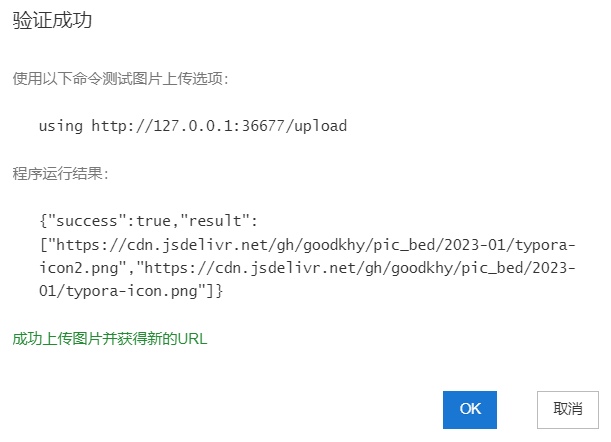 验证成功
使用以下命令测试图片上传选项:
using http://127.0.0.1:36677/upload
程序运行结果:
{"success":true,"result":
["https://cdn.jsdelivr.net/gh/goodkhy/pic_bed/2023-01/typora-
icon2.png","https://cdn.jsdelivr.net/gh/goodkhy/pic_bed/2023-
01/typora-icon.png"]}
成功上传图片并获得新的URL
OK 取消